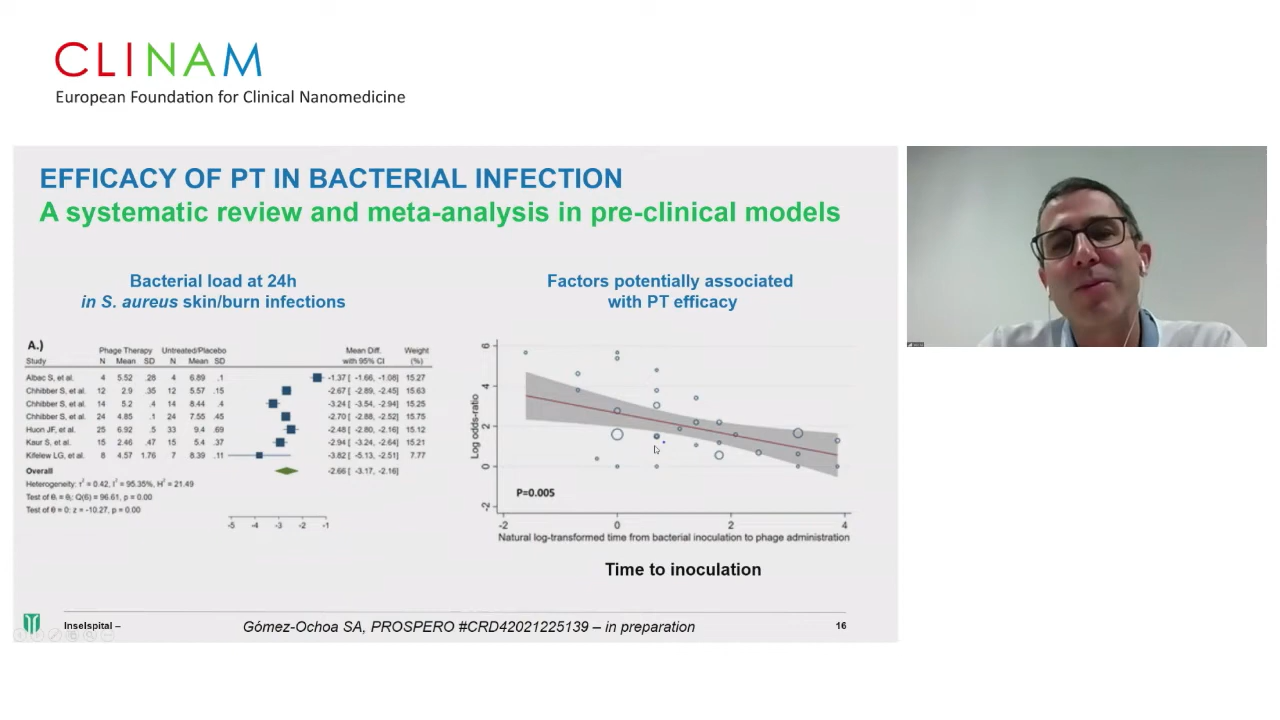 CLINAM
European Foundation for Clinical Nanomedicine
EFFICACY OF PT IN BACTERIAL INFECTION
A systematic review and meta-analysis in pre-clinical models
Bacterial load at 24h
in S. aureus skin/burn infections
A.)
Phage Therapy Untreated/Placebo Mean Diff. Weight
Study N Mean SD N Mean SD with 95% CI (%)
Albac S, et al. 4 5.52 .28 4 6.89 .1 -1.37 [ -1.66, -1.08] 15.27
Chhibber S, et al. 12 2.9 .35 12 5.57 .15 -2.67 [ -2.89, -2.45] 15.63
Chhibber S, et al. 14 5.2 .4 14 8.44 .4 -3.24 [ -3.54, -2.94] 15.25
Chhibber S, et al. 24 4.85 .1 24 7.55 .45 -2.70 [ -2.88, -2.52] 15.75
Huon JF, et al. 25 6.92 .5 33 9.4 .69 -2.48 [ -2.80, -2.16] 15.12
Kaur S, et al. 15 2.46 .47 15 5.4 .37 -2.94 [ -3.24, -2.64] 15.21
Kifelew LG, et al. 8 4.57 1.76 7 8.39 .11 -3.82 [ -5.13, -2.51] 7.77
Overall -2.66 [ -3.17, -2.16]
Heterogeneity: τ² = 0.42, I² = 95.35%, H² = 21.49
Test of θᵢ = θⱼ: Q(6) = 96.61, p = 0.00
Test of θ = 0: z = -10.27, p = 0.00
-5 -4 -3 -2 -1
Factors potentially associated
with PT efficacy
Log odds-ratio
6
4
2
0
-2
P=0.005
-2 0 2 4
Natural log-transformed time from bacterial inoculation to phage administration
Time to inoculation
Inselspital –
Gómez-Ochoa SA, PROSPERO #CRD42021225139 – in preparation
16